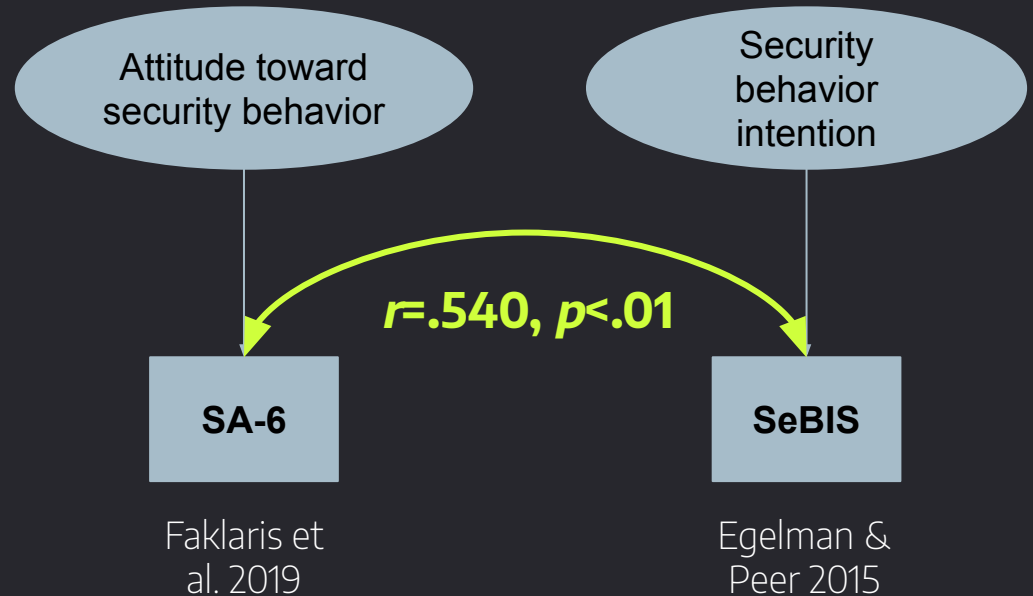 Attitude toward
security behavior
Security
behavior
intention
r=.540, p<.01
SA-6
SeBIS
Faklaris et
al. 2019
Egelman &
Peer 2015